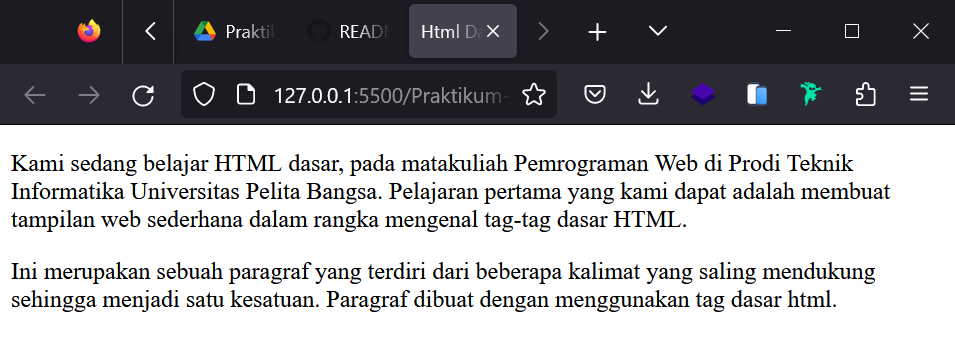 Prakti
READ
Html Da
127.0.0.1:5500/Praktikum-
Kami sedang belajar HTML dasar, pada matakuliah Pemrograman Web di Prodi Teknik
Informatika Universitas Pelita Bangsa. Pelajaran pertama yang kami dapat adalah membuat
tampilan web sederhana dalam rangka mengenal tag-tag dasar HTML.
Ini merupakan sebuah paragraf yang terdiri dari beberapa kalimat yang saling mendukung
sehingga menjadi satu kesatuan. Paragraf dibuat dengan menggunakan tag dasar html.